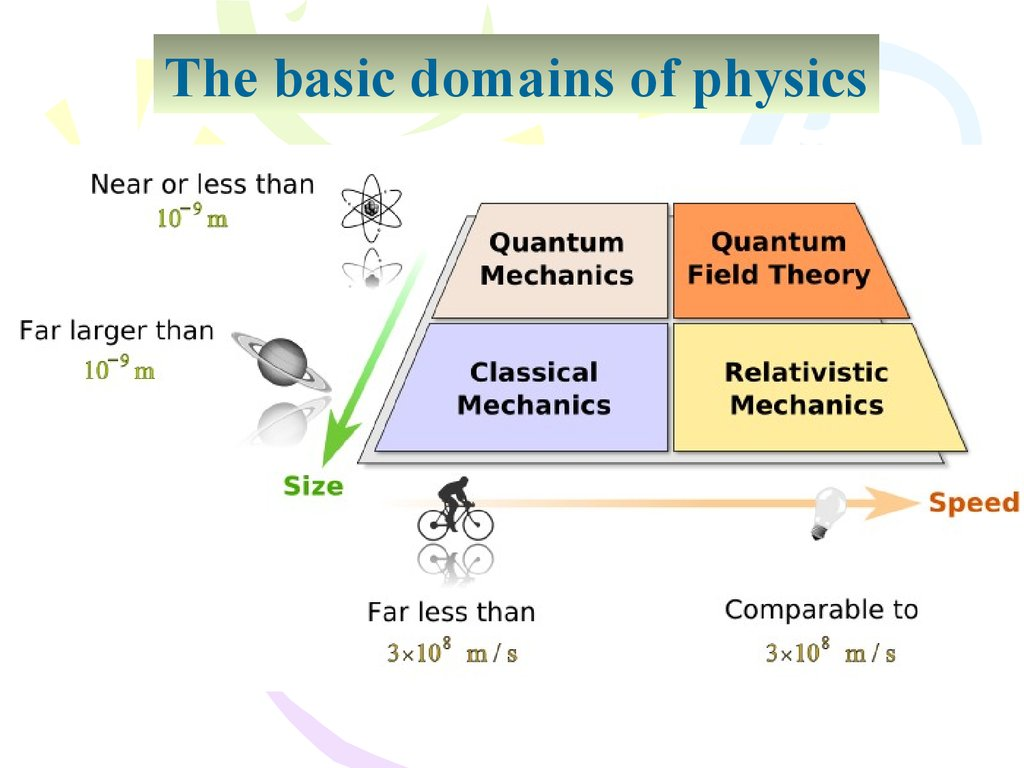 The basic domains of physics
Near or less than
10⁻⁹ m
Quantum
Mechanics
Quantum
Field Theory
Far larger than
10⁻⁹ m
Classical
Mechanics
Relativistic
Mechanics
Size
Speed
Far less than
3×10⁸ m / s
Comparable to
3×10⁸ m / s